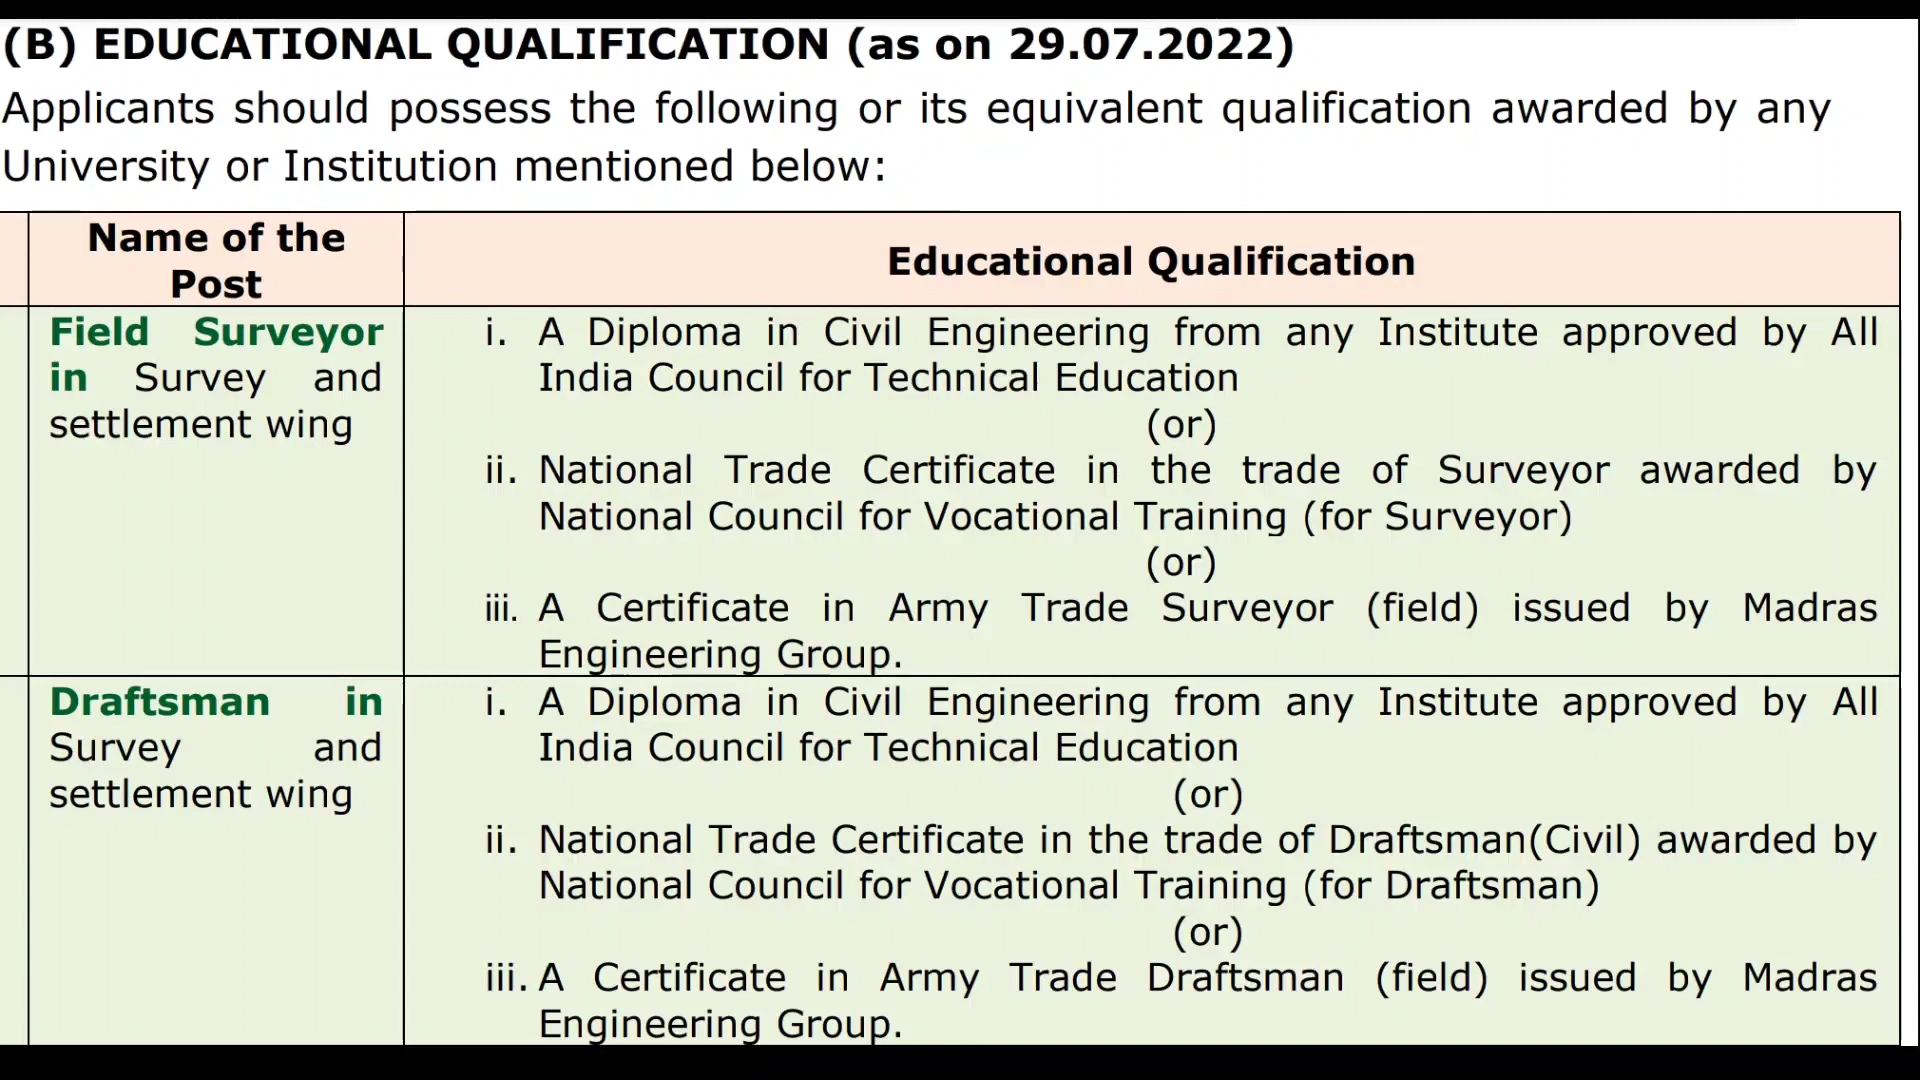 (B) EDUCATIONAL QUALIFICATION (as on 29.07.2022)
Applicants should possess the following or its equivalent qualification awarded by any
University or Institution mentioned below:
Name of the
Post
Educational Qualification
Field Surveyor
in Survey and
settlement wing
i. A Diploma in Civil Engineering from any Institute approved by All
India Council for Technical Education
(or)
ii. National Trade Certificate in the trade of Surveyor awarded by
National Council for Vocational Training (for Surveyor)
(or)
iii. A Certificate in Army Trade Surveyor (field) issued by Madras
Engineering Group.
Draftsman in
Survey and
settlement wing
i. A Diploma in Civil Engineering from any Institute approved by All
India Council for Technical Education
(or)
ii. National Trade Certificate in the trade of Draftsman(Civil) awarded by
National Council for Vocational Training (for Draftsman)
(or)
iii. A Certificate in Army Trade Draftsman (field) issued by Madras
Engineering Group.